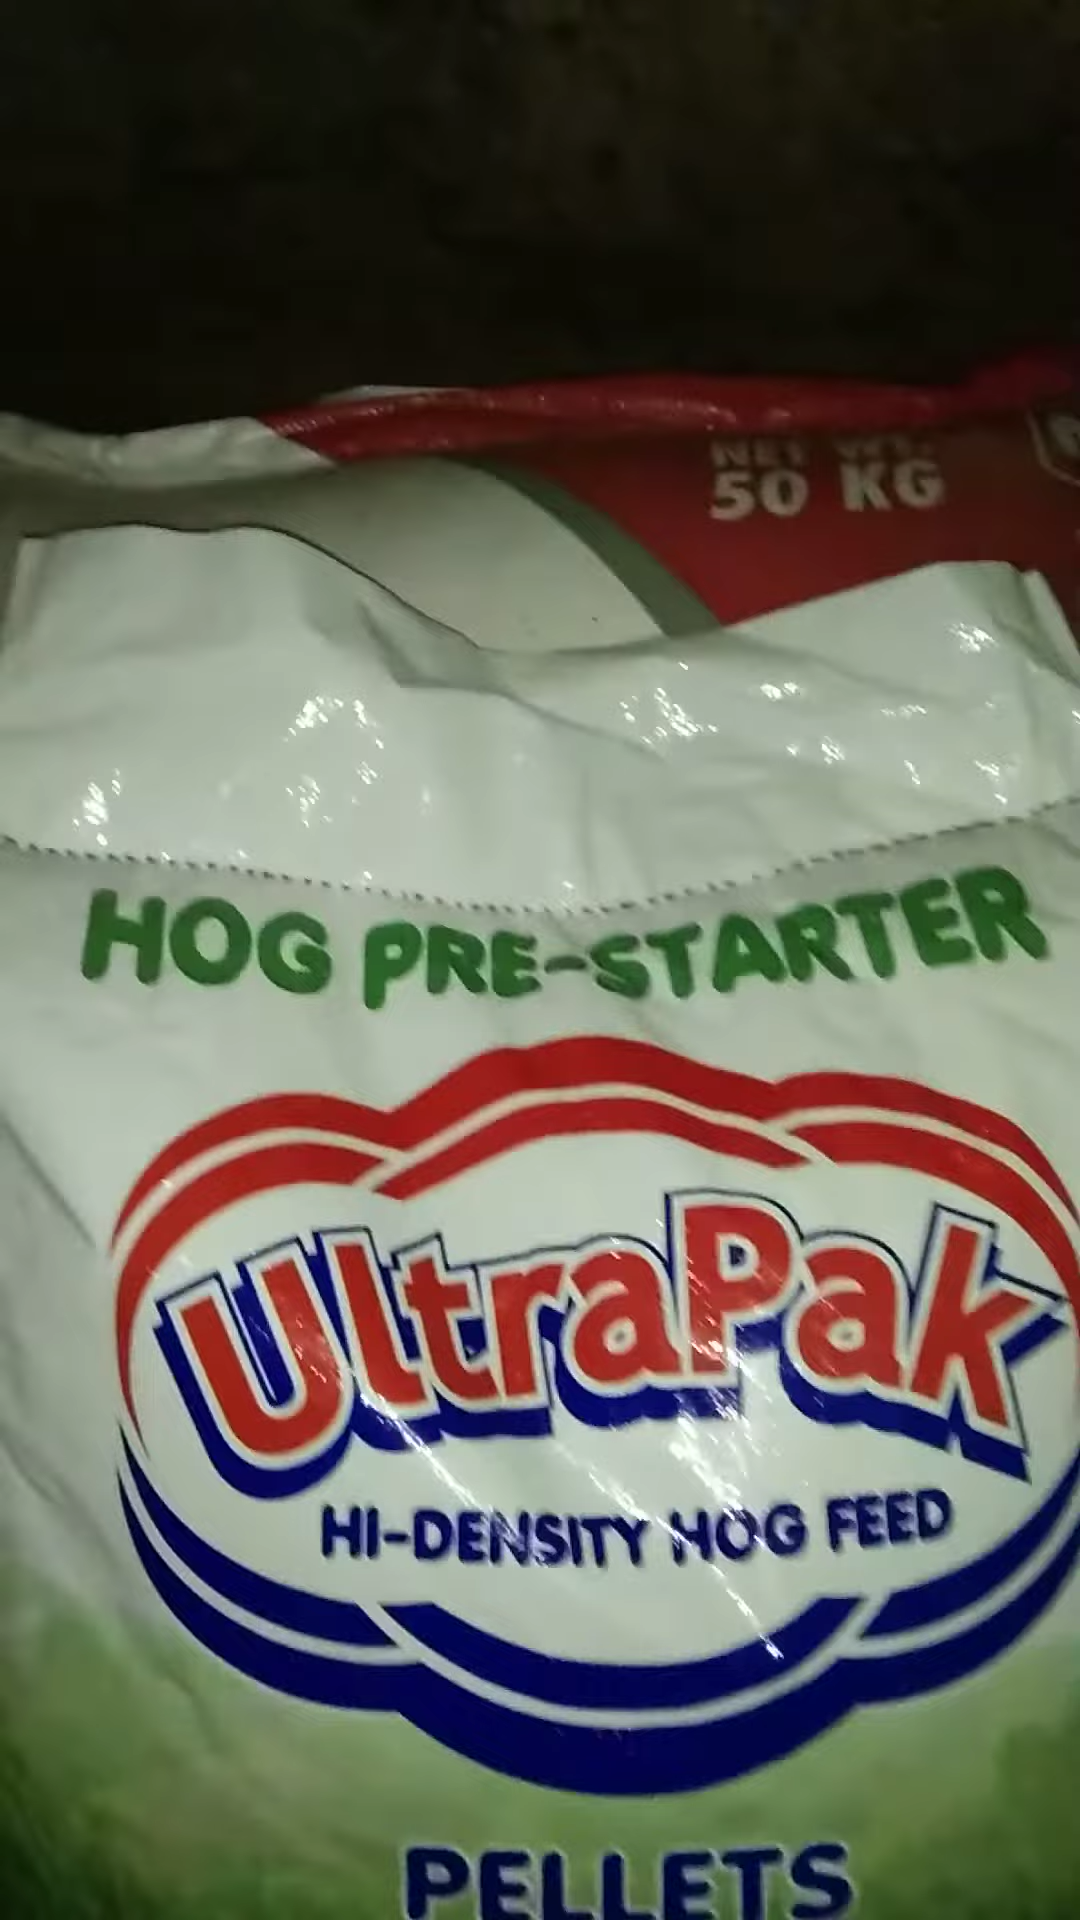 NET WT.
50 KG
HOG PRE-STARTER
UltraPak
HI-DENSITY HOG FEED
PELLETS